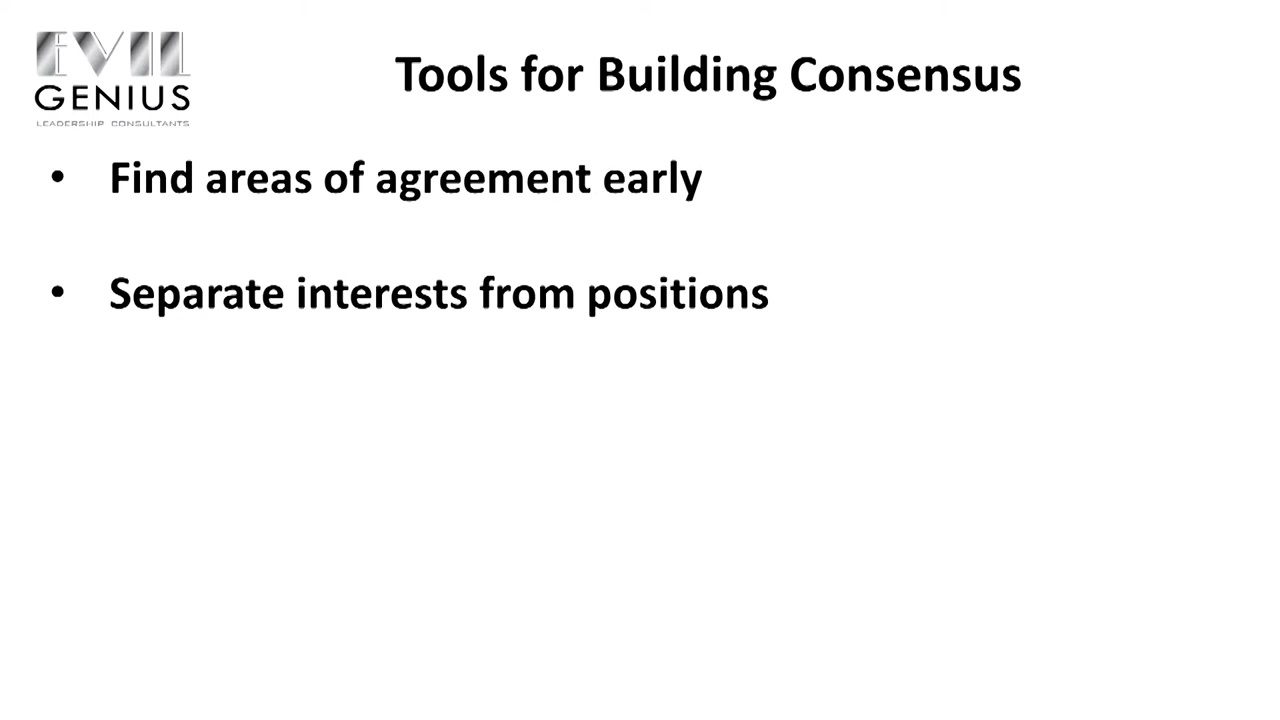 EVIL
GENIUS
LEADERSHIP CONSULTANTS
Tools for Building Consensus
• Find areas of agreement early
• Separate interests from positions